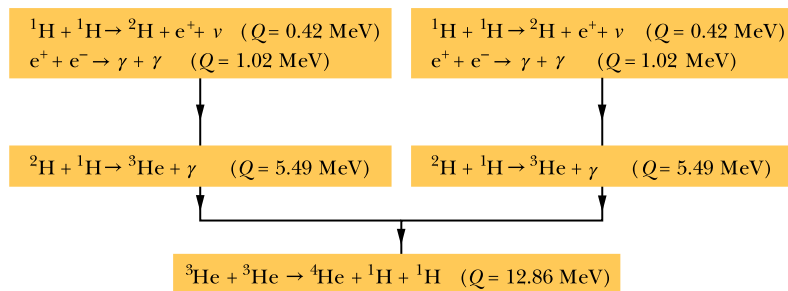 ¹H + ¹H → ²H + e⁺ + ν (Q = 0.42 MeV)
e⁺ + e⁻ → γ + γ (Q = 1.02 MeV)
¹H + ¹H → ²H + e⁺ + ν (Q = 0.42 MeV)
e⁺ + e⁻ → γ + γ (Q = 1.02 MeV)
²H + ¹H → ³He + γ (Q = 5.49 MeV)
²H + ¹H → ³He + γ (Q = 5.49 MeV)
³He + ³He → ⁴He + ¹H + ¹H (Q = 12.86 MeV)